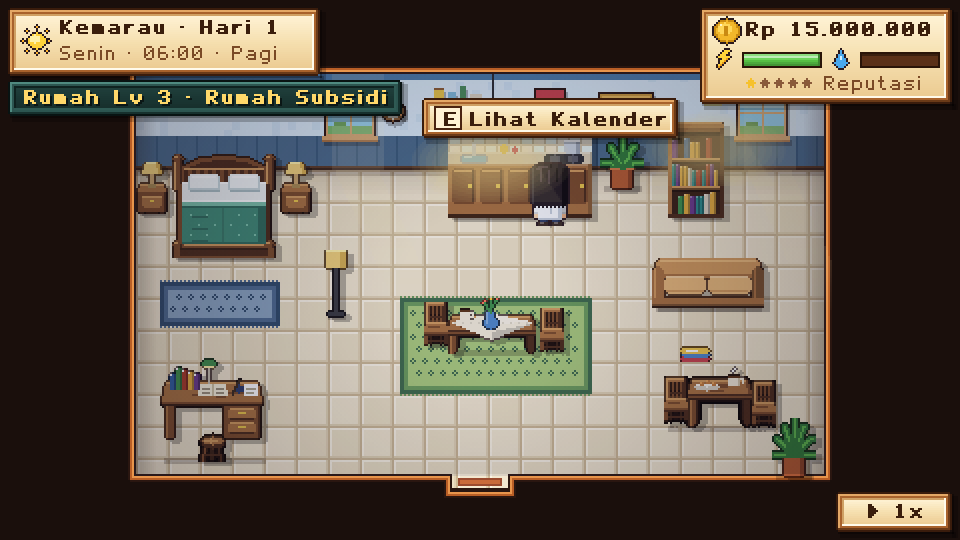 Kemarau · Hari 1
Senin · 06:00 · Pagi
Rumah Lv 3 · Rumah Subsidi
Rp 15.000.000
Reputasi
E Lihat Kalender
1x